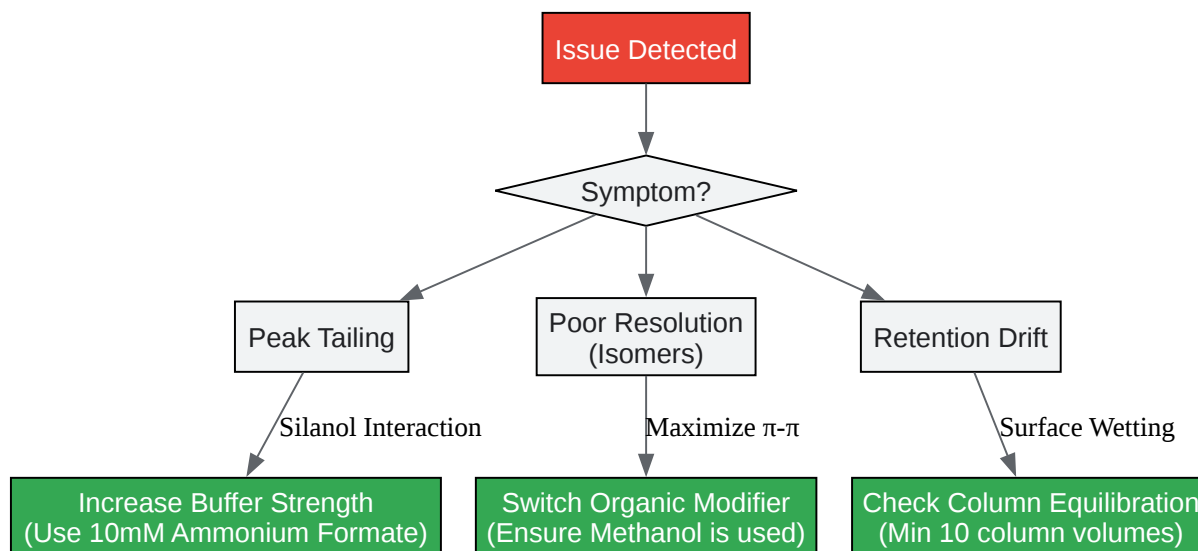 Issue Detected
Symptom?
Peak Tailing
Poor Resolution
(Isomers)
Retention Drift
Silanol Interaction
Maximize π-π
Surface Wetting
Increase Buffer Strength
(Use 10mM Ammonium Formate)
Switch Organic Modifier
(Ensure Methanol is used)
Check Column Equilibration
(Min 10 column volumes)